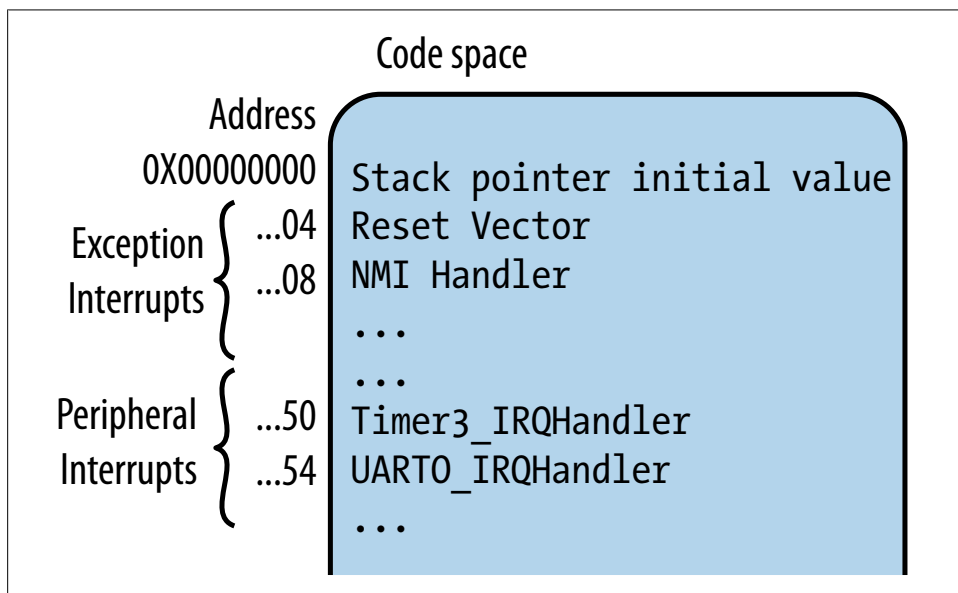 Code space
Address
0X00000000 Stack pointer initial value
Exception Interrupts
...04 Reset Vector
...08 NMI Handler
...
...
Peripheral Interrupts
...50 Timer3_IRQHandler
...54 UART0_IRQHandler
...